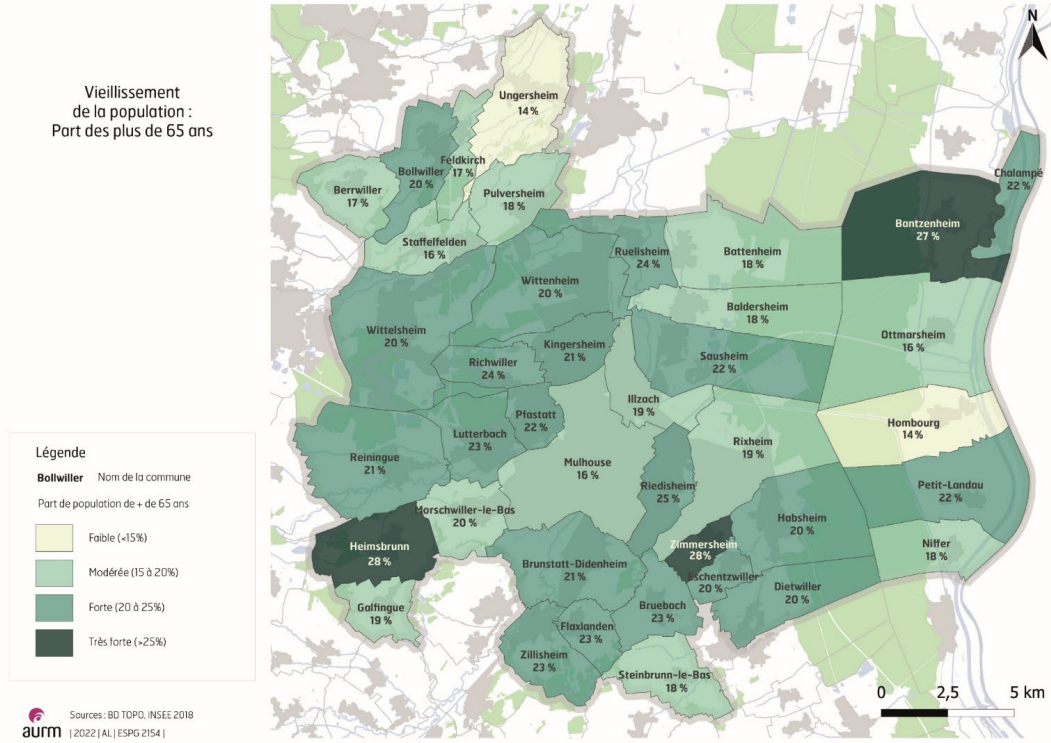 Vieillissement
de la population :
Part des plus de 65 ans
N
Ungersheim
14 %
Feldkirch
17 %
Bollwiller
20 %
Berrwiller
17 %
Pulversheim
18 %
Staffelfelden
16 %
Chalampé
22 %
Bantzenheim
27 %
Ruelisheim
24 %
Battenheim
18 %
Wittenheim
20 %
Baldersheim
18 %
Wittelsheim
20 %
Ottmarsheim
16 %
Kingersheim
21 %
Sausheim
22 %
Richwiller
24 %
Illzach
19 %
Pfastatt
22 %
Hombourg
14 %
Lutterbach
23 %
Rixheim
19 %
Reiningue
21 %
Mulhouse
16 %
Riedisheim
25 %
Petit-Landau
22 %
Morschwiller-le-Bas
20 %
Habsheim
20 %
Heimsbrunn
28 %
Zimmersheim
28%
Niffer
18 %
Brunstatt-Didenheim
21 %
Eschentzwiller
20 %
Dietwiller
20 %
Galfingue
19 %
Bruebach
23 %
Flaxlanden
23 %
Zillisheim
23 %
Steinbrunn-le-Bas
18 %
Légende
Bollwiller Nom de la commune
Part de population de + de 65 ans
Faible (<15%)
Modérée (15 à 20%)
Forte (20 à 25%)
Très forte (>25%)
0 2,5 5 km
aurm
Sources : BD TOPO, INSEE 2018
| 2022 | AL | ESPG 2154 |